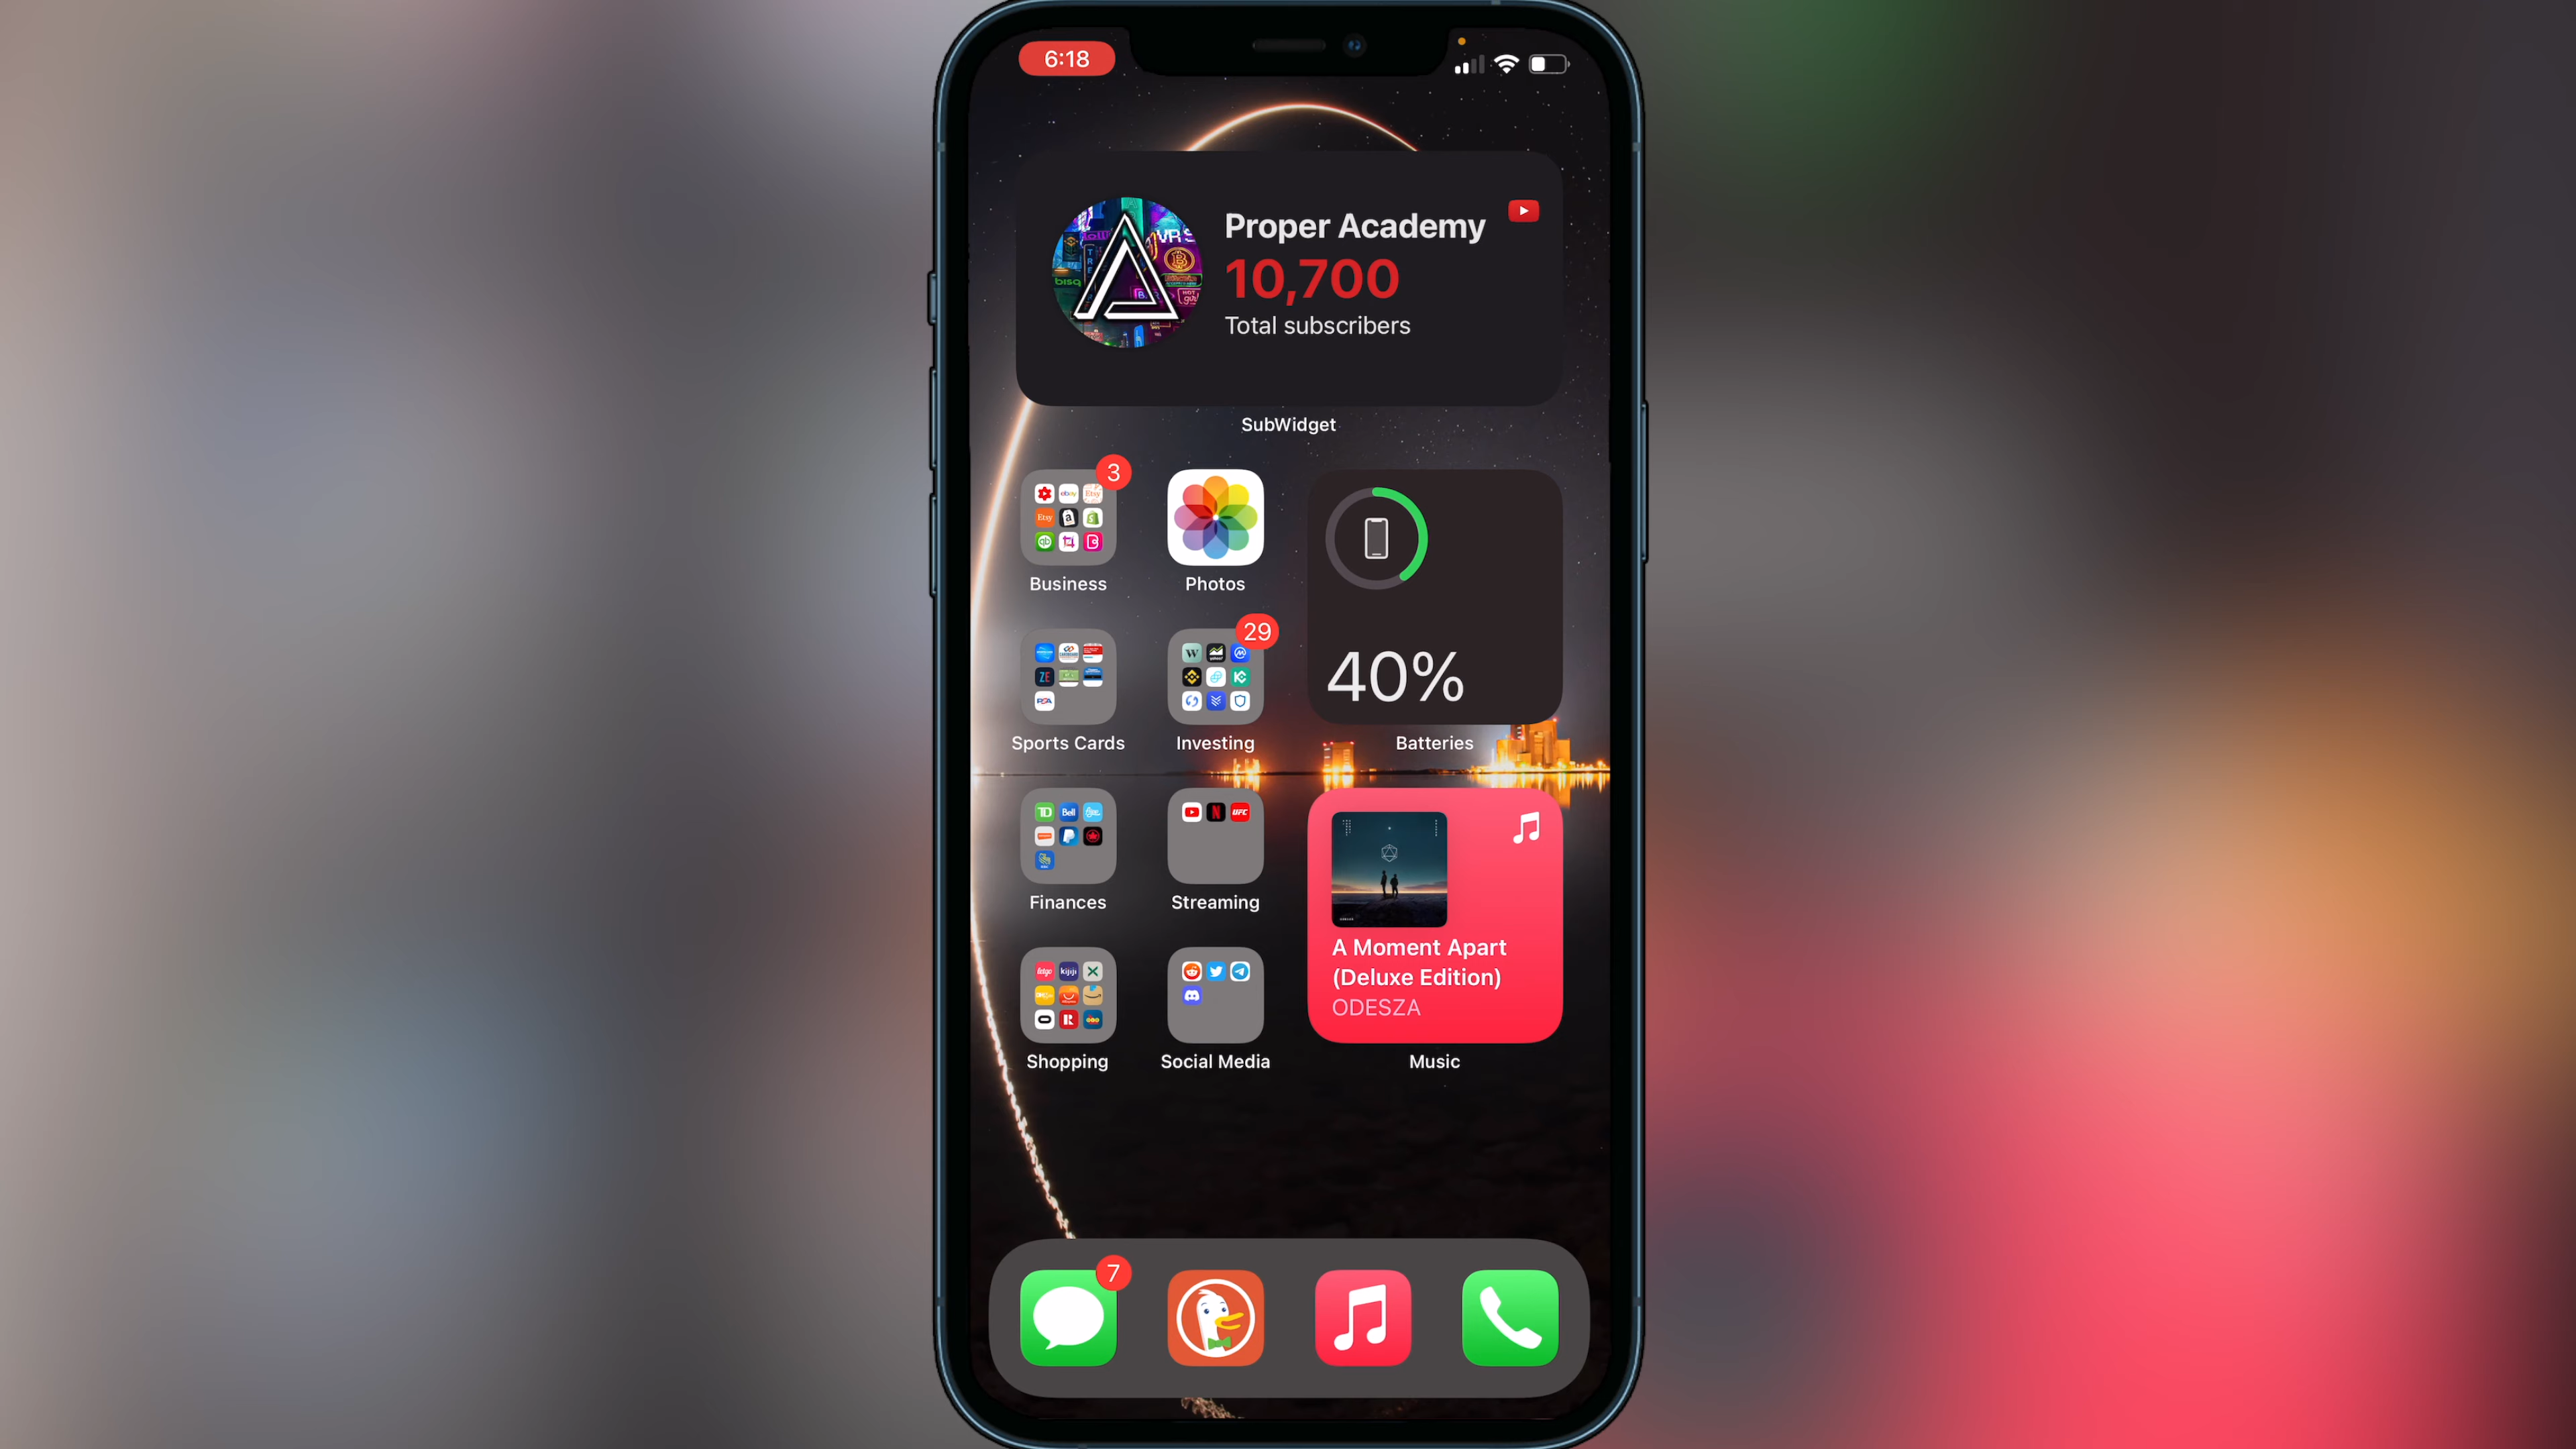 6:18
Proper Academy
10,700
Total subscribers
SubWidget
3
Business
Photos
40%
Batteries
Sports Cards
29
Investing
Finances
Streaming
UFC
A Moment Apart
(Deluxe Edition)
ODESZA
Music
Shopping
Social Media
7